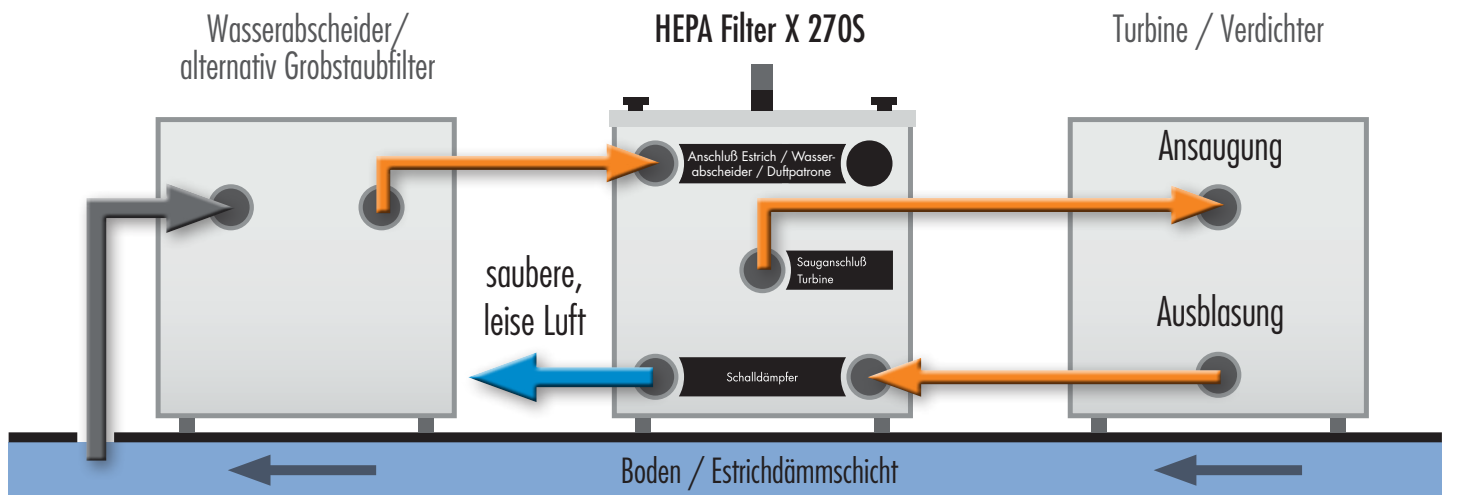 Wasserabscheider/
alternativ Grobstaubfilter
HEPA Filter X 270S
Turbine / Verdichter
Anschluß Estrich / Wasser-
abscheider / Duftpatrone
Ansaugung
Sauganschluß
Turbine
saubere,
leise Luft
Ausblasung
Schalldämpfer
Boden / Estrichdämmschicht